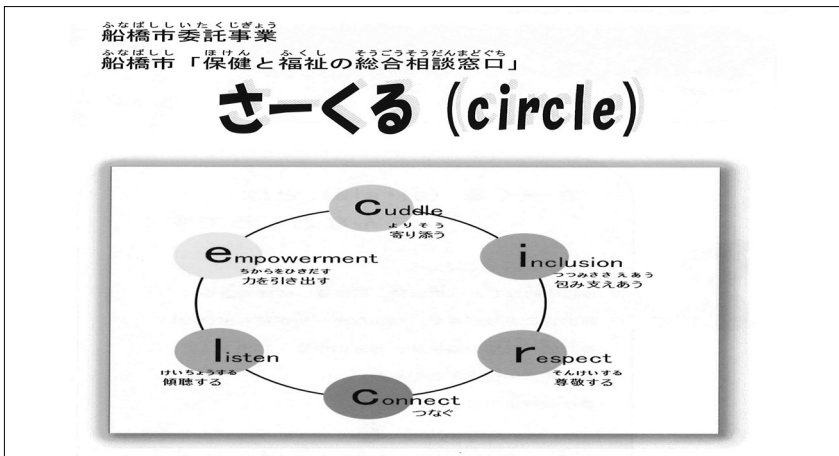 ふなばししいたくじぎょう
船橋市委託事業
ふなばしし ほけん ふくし そうごうそうだんまどぐち
船橋市「保健と福祉の総合相談窓口」
さーくる (circle)
Cuddle
よりそう
寄り添う
inclusion
つつみささえあう
包み支えあう
respect
そんけいする
尊敬する
Connect
つなぐ
listen
けいちょうする
傾聴する
empowerment
ちからをひきだす
力を引き出す